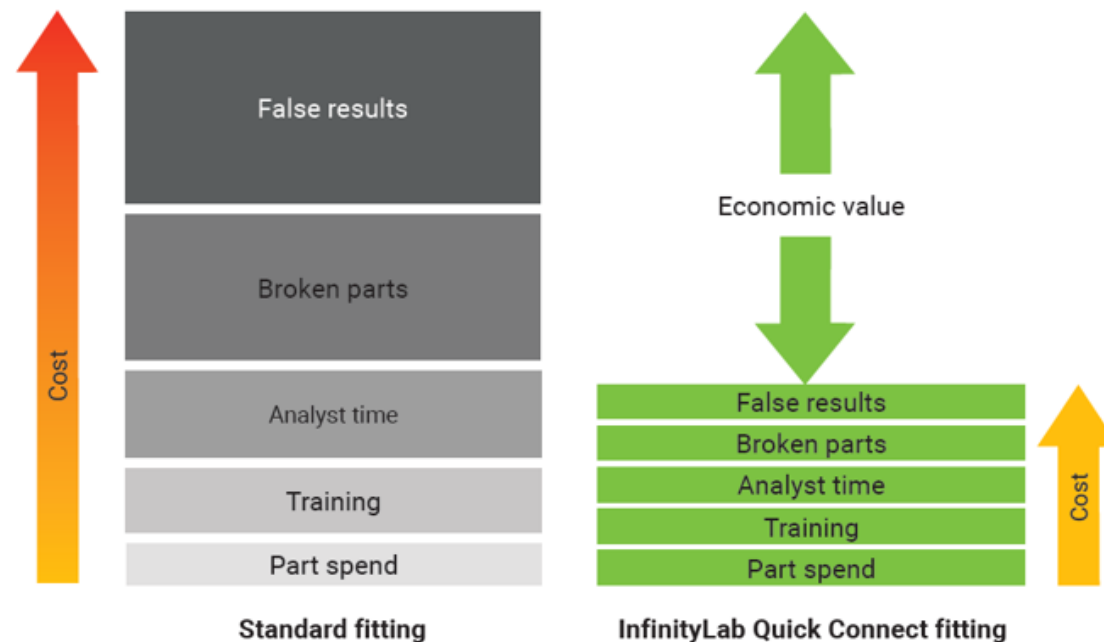 Cost
False results
Broken parts
Analyst time
Training
Part spend
Standard fitting
Economic value
False results
Broken parts
Analyst time
Training
Part spend
Cost
InfinityLab Quick Connect fitting